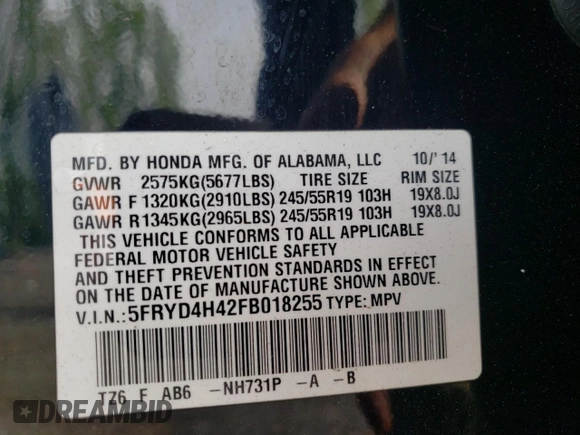 MFD. BY HONDA MFG. OF ALABAMA, LLC 10/'14
GVWR 2575KG(5677LBS) TIRE SIZE RIM SIZE
GAWR F 1320KG(2910LBS) 245/55R19 103H 19X8.0J
GAWR R 1345KG(2965LBS) 245/55R19 103H 19X8.0J
THIS VEHICLE CONFORMS TO ALL APPLICABLE
FEDERAL MOTOR VEHICLE SAFETY
AND THEFT PREVENTION STANDARDS IN EFFECT
ON THE DATE OF MANUFACTURE SHOWN ABOVE.
V.I.N.: 5FRYD4H42FB018255 TYPE: MPV
TZ6 F AB6 -NH731P -A -B
DREAMBID